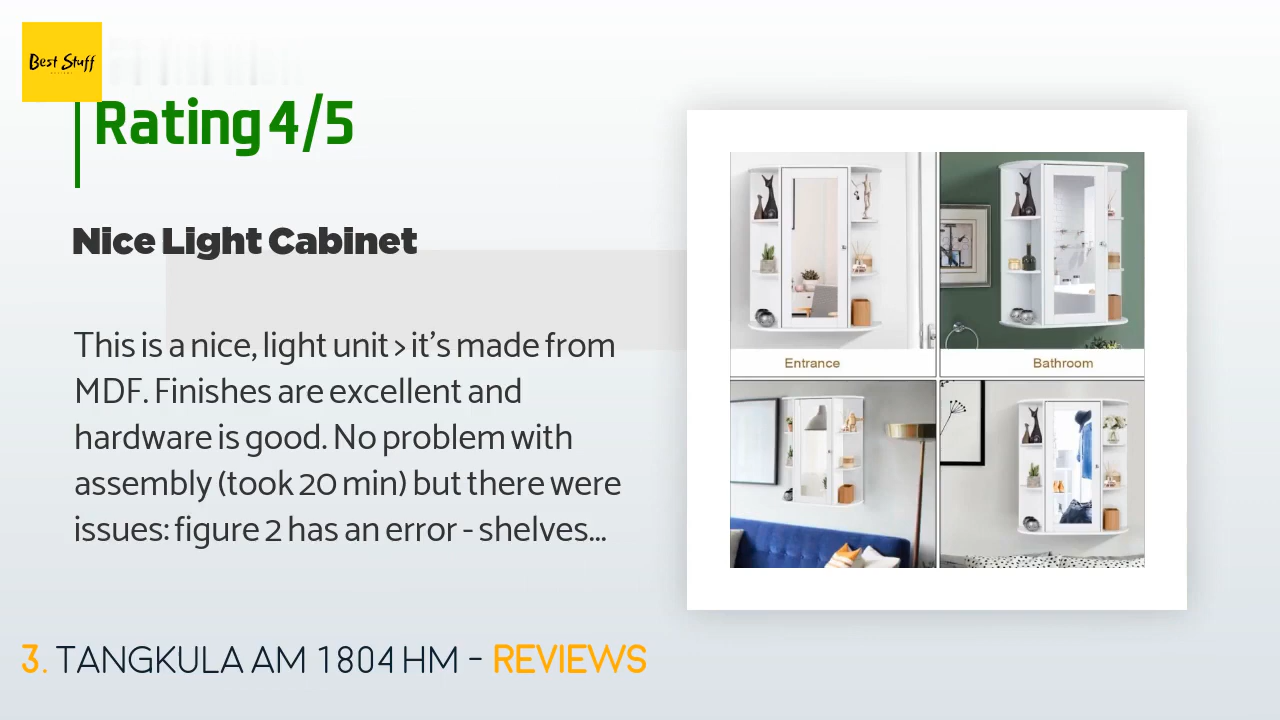 Best Stuff
Rating 4/5
Nice Light Cabinet
This is a nice, light unit > it's made from
MDF. Finishes are excellent and
hardware is good. No problem with
assembly (took 20 min) but there were
issues: figure 2 has an error - shelves...
Entrance
Bathroom
3. TANGKULA AM 1804 HM - REVIEWS